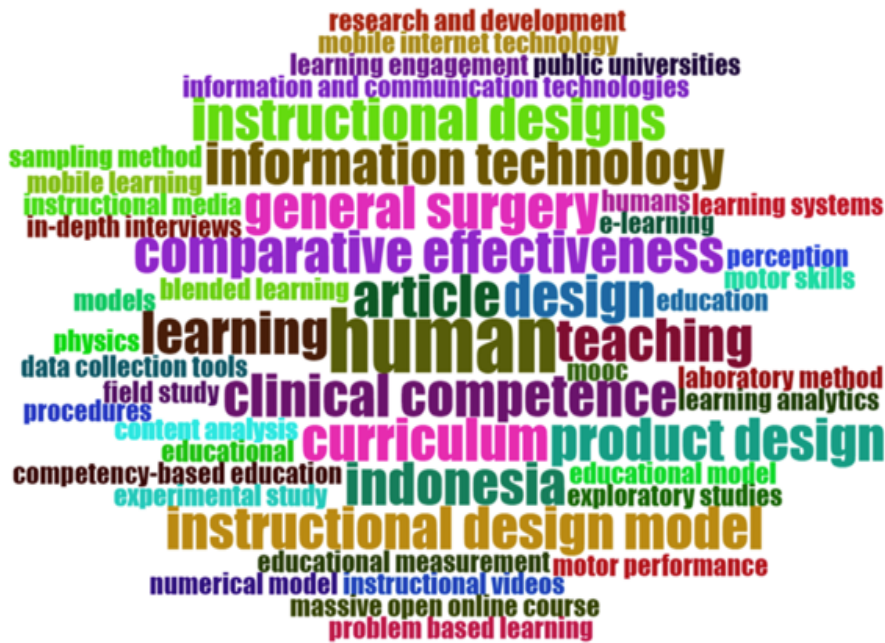 research and development
mobile internet technology
learning engagement public universities
information and communication technologies
instructional designs
sampling method information technology
mobile learning
instructional media general surgery humans learning systems
in-depth interviews e-learning
comparative effectiveness perception
motor skills
models blended learning article design education
physics learning human teaching
data collection tools mooc laboratory method
field study clinical competence learning analytics
procedures
content analysis curriculum product design
educational
competency-based education indonesia educational model
experimental study exploratory studies
instructional design model
educational measurement motor performance
numerical model instructional videos
massive open online course
problem based learning